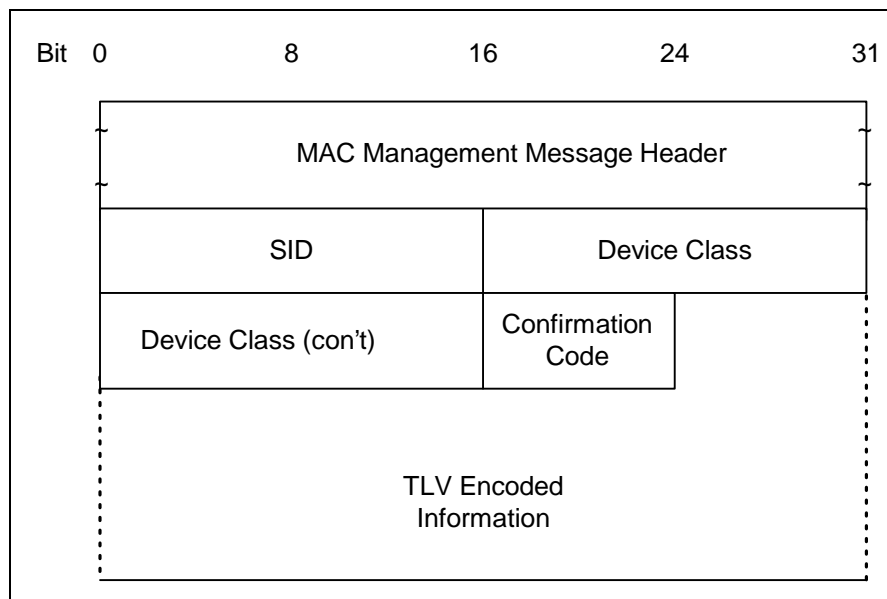 Bit 0 8 16 24 31
MAC Management Message Header
SID Device Class
Device Class (con't) Confirmation
Code
TLV Encoded
Information